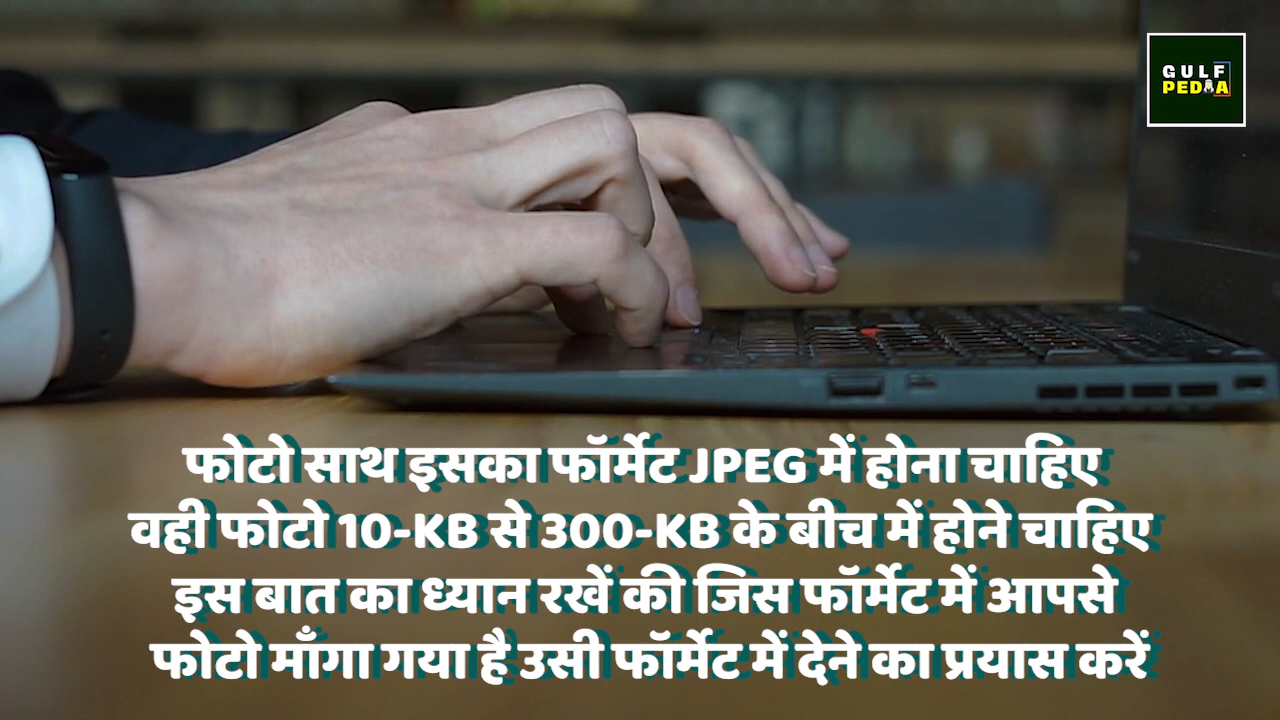 GULF
PEDIA
फोटो साथ इसका फॉर्मेट JPEG में होना चाहिए
वही फोटो 10-KB से 300-KB के बीच में होने चाहिए
इस बात का ध्यान रखें की जिस फॉर्मेट में आपसे
फोटो माँगा गया है उसी फॉर्मेट में देने का प्रयास करें